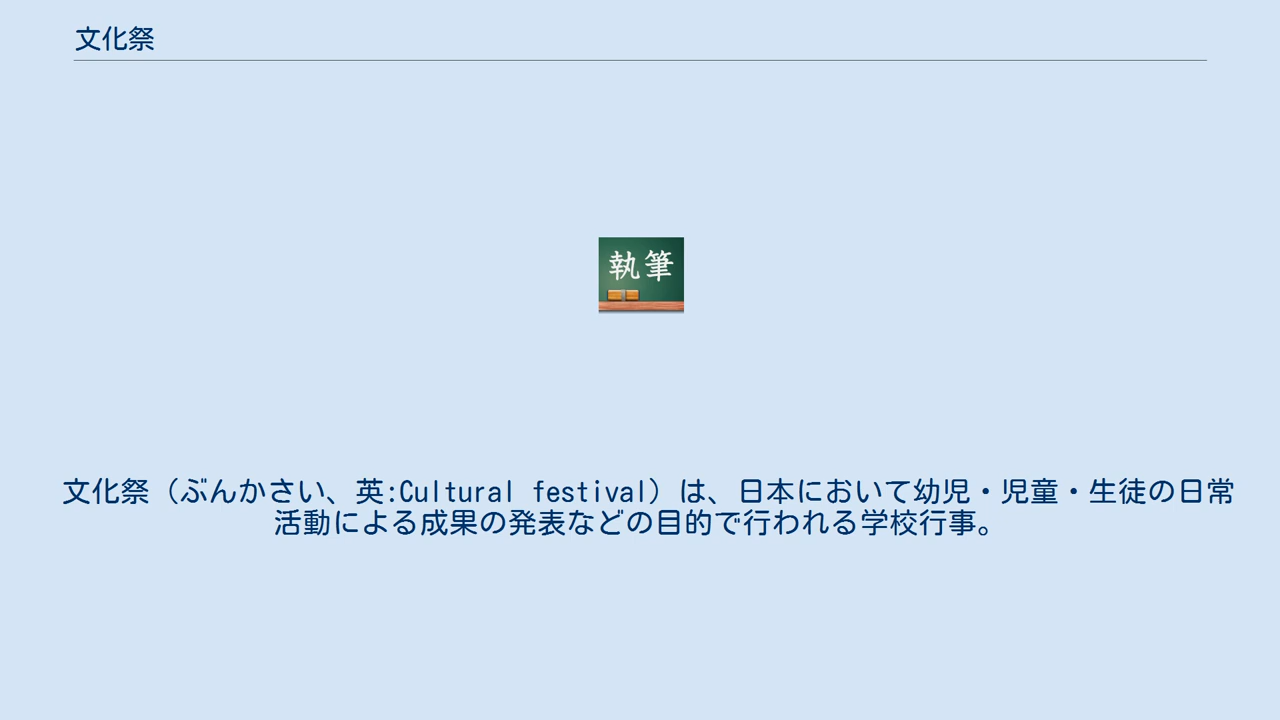 文化祭
執筆
文化祭（ぶんかさい、英:Cultural festival）は、日本において幼児・児童・生徒の日常
活動による成果の発表などの目的で行われる学校行事。